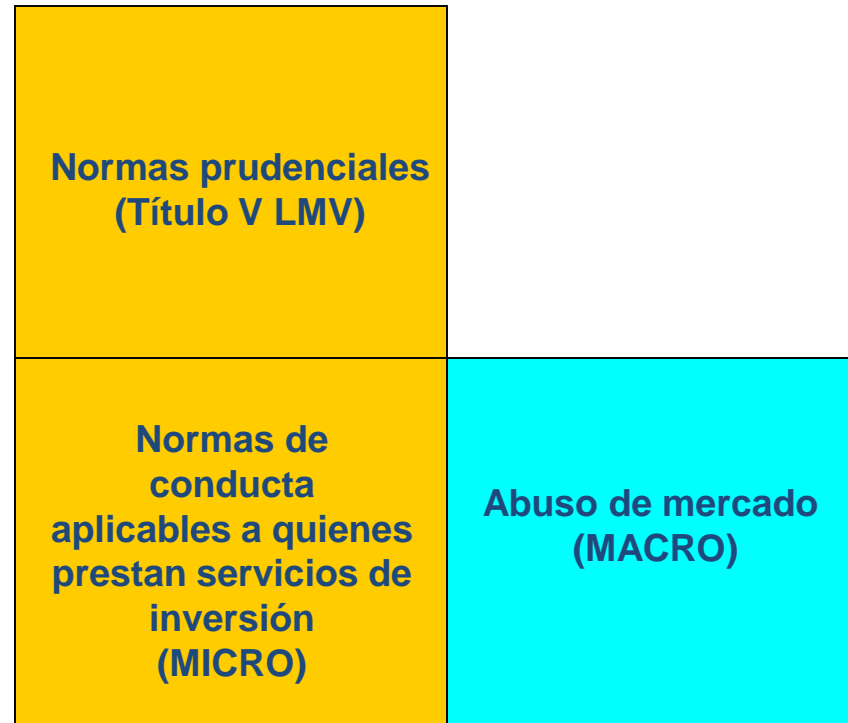 Normas prudenciales
(Título V LMV)
Normas de
conducta
aplicables a quienes
prestan servicios de
inversión
(MICRO)
Abuso de mercado
(MACRO)